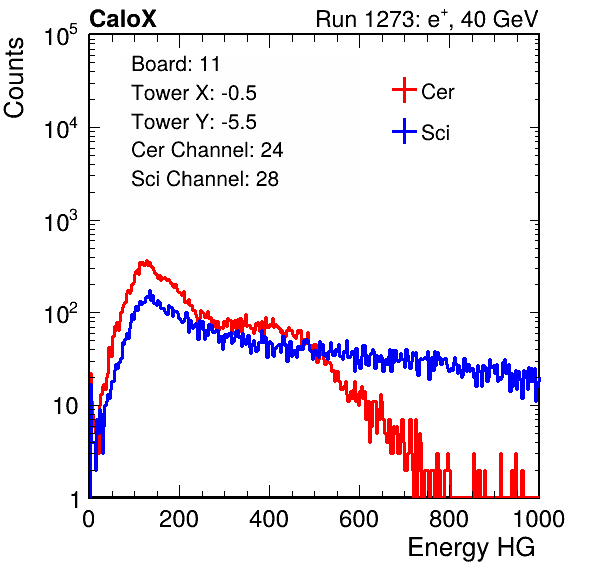 CaloX Run 1273: e⁺, 40 GeV
Counts
Board: 11
Tower X: -0.5
Tower Y: -5.5
Cer Channel: 24
Sci Channel: 28
Cer
Sci
10⁵
10⁴
10³
10²
10
1
0 200 400 600 800 1000
Energy HG